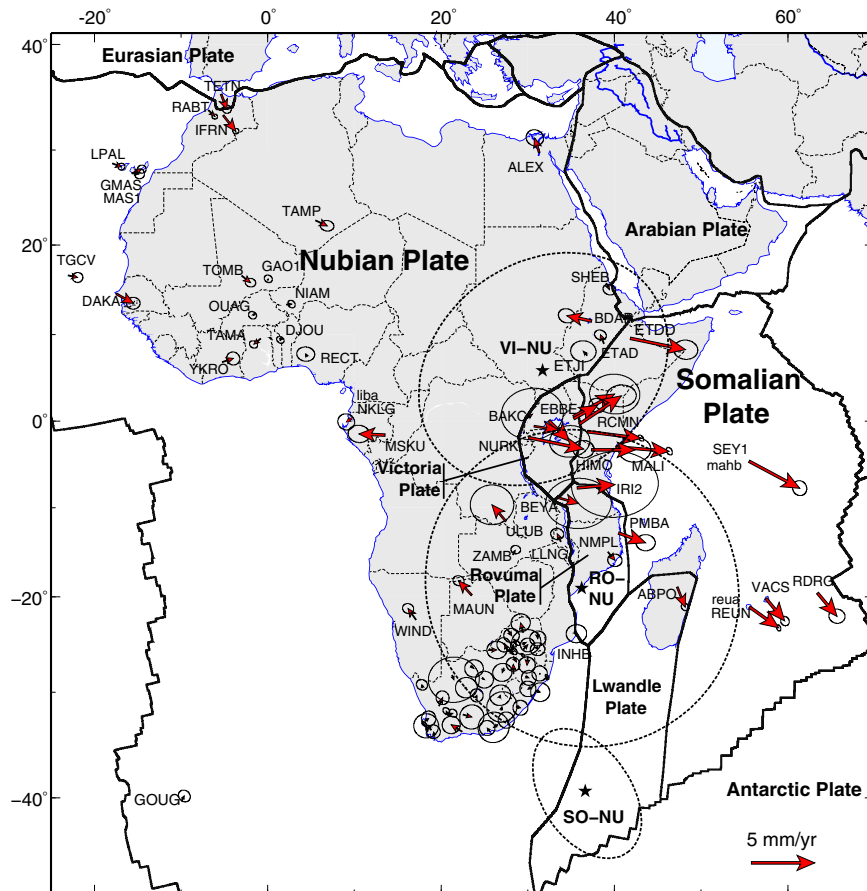 -20°
0°
20°
40°
60°
40°
20°
0°
−20°
−40°
Eurasian Plate
TETN
RABT
IFRN
LPAL
GMAS
MAS1
ALEX
TAMP
Arabian Plate
Nubian Plate
TGCV
TOMB
GAO1
SHEB
DAKA
NIAM
OUAG
BDAR
ETDD
TAMA
DJOU
VI−NU
ETAD
YKRO
RECT
ETJI
Somalian
Plate
liba
NKLG
BAKC
EBBE
RCMN
MSKU
NURK
SEY1
mahb
HIMO
MALI
Victoria
Plate
IRI2
BEYA
ULUB
PMBA
ZAMB
LLNG
NMPL
Rovuma
Plate
RO−
NU
MAUN
ABPO
VACS
RDRG
reua
REUN
WIND
INHB
Lwandle
Plate
GOUG
SO−NU
Antarctic Plate
5 mm/yr